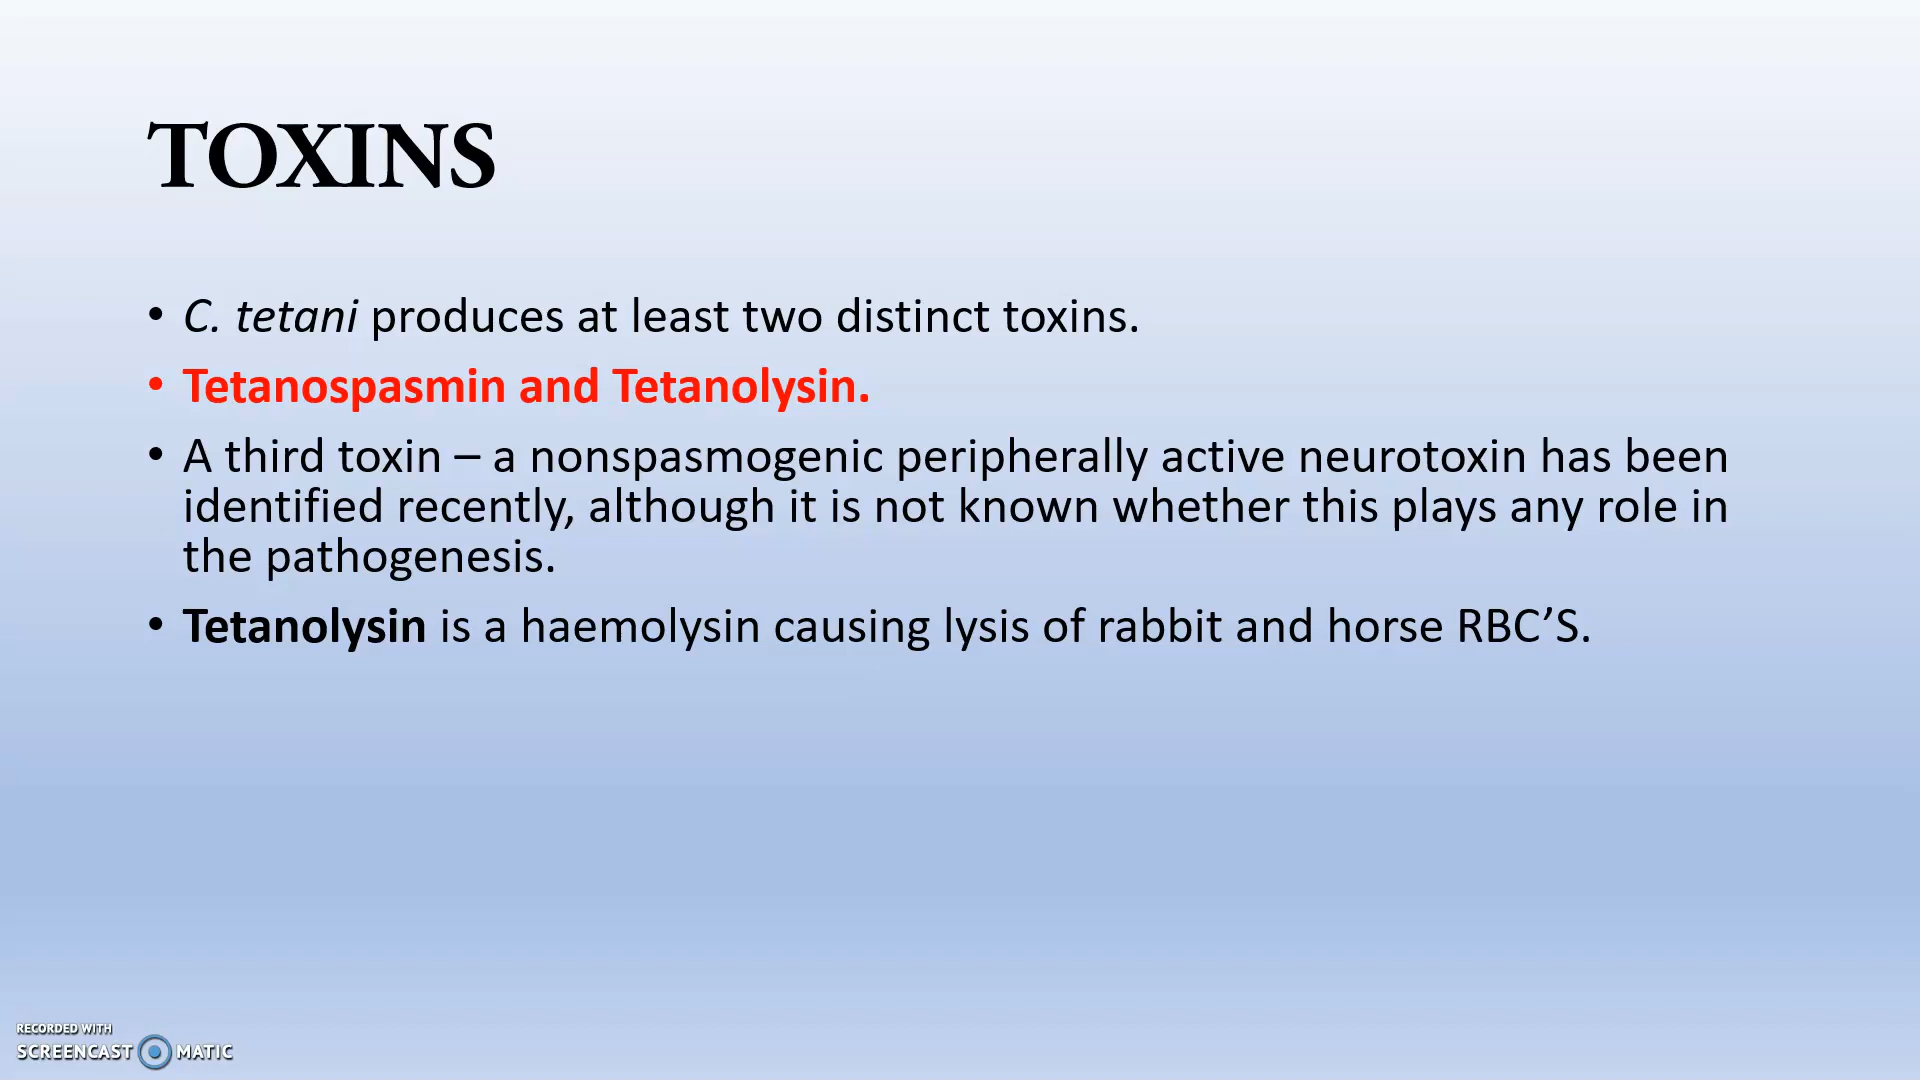 TOXINS
• C. tetani produces at least two distinct toxins.
• Tetanospasmin and Tetanolysin.
• A third toxin – a nonspasmogenic peripherally active neurotoxin has been
identified recently, although it is not known whether this plays any role in
the pathogenesis.
• Tetanolysin is a haemolysin causing lysis of rabbit and horse RBC’S.
RECORDED WITH
SCREENCAST MATIC